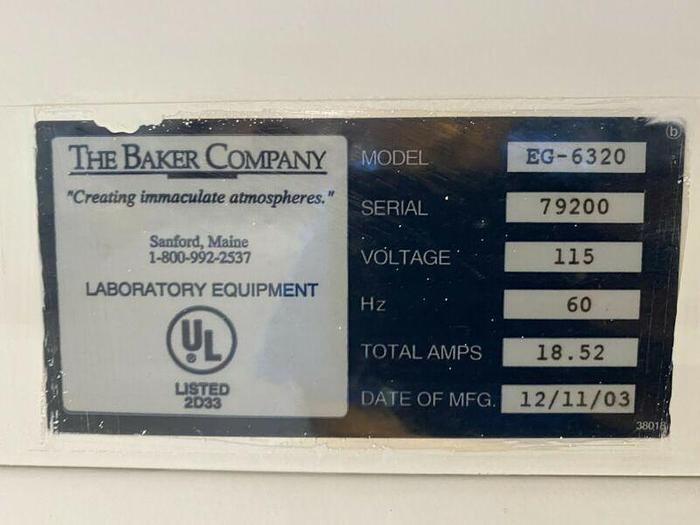 THE BAKER COMPANY
"Creating immaculate atmospheres."
Sanford, Maine
1-800-992-2537
LABORATORY EQUIPMENT
UL
LISTED
2D33
b
MODEL EG-6320
SERIAL 79200
VOLTAGE 115
Hz 60
TOTAL AMPS 18.52
DATE OF MFG. 12/11/03